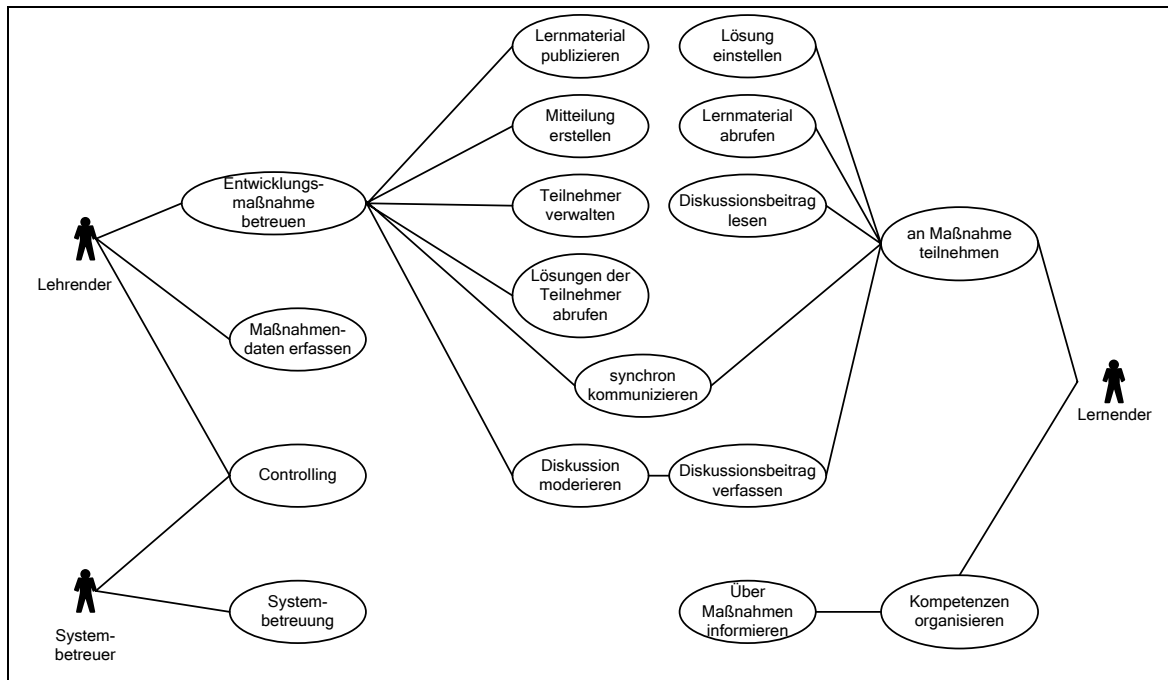 Lernmaterial
publizieren
Lösung
einstellen
Mitteilung
erstellen
Lernmaterial
abrufen
Entwicklungs-
maßnahme
betreuen
Teilnehmer
verwalten
Diskussionsbeitrag
lesen
an Maßnahme
teilnehmen
Lehrender
Lösungen der
Teilnehmer
abrufen
Maßnahmen-
daten erfassen
synchron
kommunizieren
Lernender
Controlling
Diskussion
moderieren
Diskussionsbeitrag
verfassen
System-
betreuer
System-
betreuung
Über
Maßnahmen
informieren
Kompetenzen
organisieren